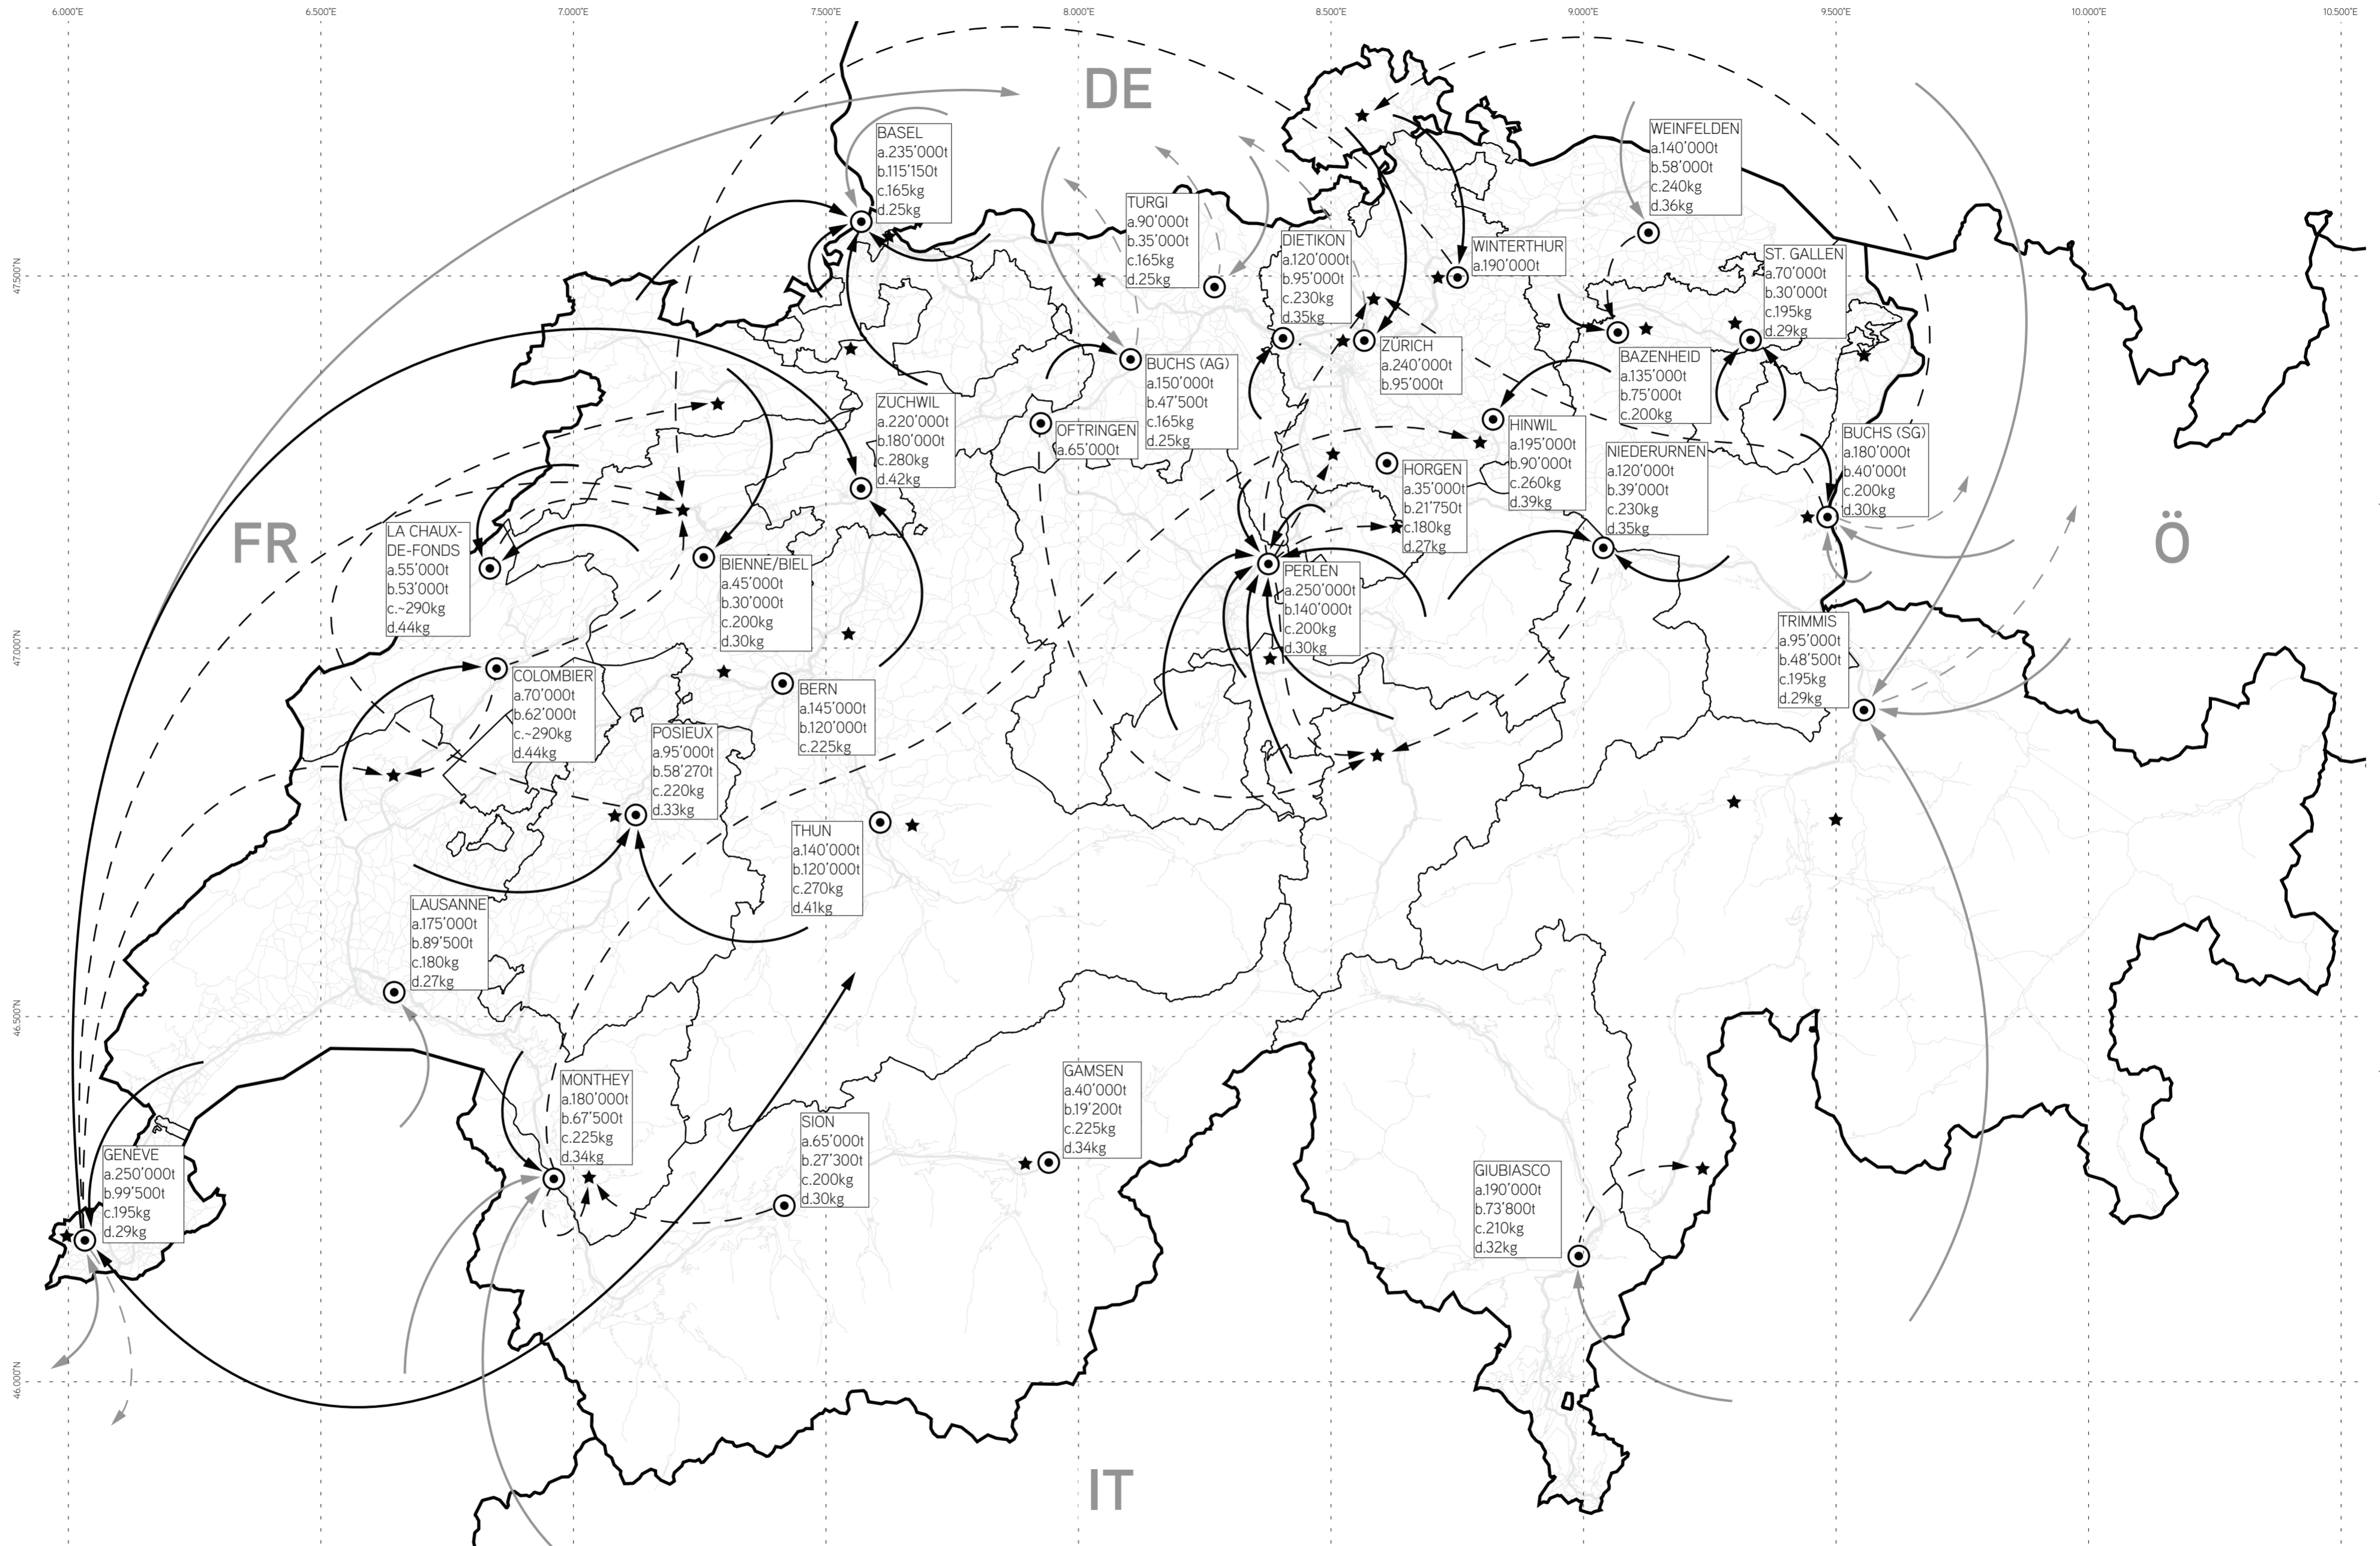 6.000°E
6.500°E
7.000°E
7.500°E
8.000°E
8.500°E
9.000°E
9.500°E
10.000°E
10.500°E
47.500°N
47.000°N
46.500°N
46.000°N
DE
FR
Ö
IT
BASEL
a.235'000t
b.115'150t
c.165kg
d.25kg
WEINFELDEN
a.140'000t
b.58'000t
c.240kg
d.36kg
TURGI
a.90'000t
b.35'000t
c.165kg
d.25kg
DIETIKON
a.120'000t
b.95'000t
c.230kg
d.35kg
WINTERTHUR
a.190'000t
ST. GALLEN
a.70'000t
b.30'000t
c.195kg
d.29kg
ZÜRICH
a.240'000t
b.95'000t
BAZENHEID
a.135'000t
b.75'000t
c.200kg
BUCHS (AG)
a.150'000t
b.47'500t
c.165kg
d.25kg
ZUCHWIL
a.220'000t
b.180'000t
c.280kg
d.42kg
OFTRINGEN
a.65'000t
HINWIL
a.195'000t
b.90'000t
c.260kg
d.39kg
BUCHS (SG)
a.180'000t
b.40'000t
c.200kg
d.30kg
NIEDERURNEN
a.120'000t
b.39'000t
c.230kg
d.35kg
HORGEN
a.35'000t
b.21'750t
c.180kg
d.27kg
LA CHAUX-
DE-FONDS
a.55'000t
b.53'000t
c.~290kg
d.44kg
BIENNE/BIEL
a.45'000t
b.30'000t
c.200kg
d.30kg
PERLEN
a.250'000t
b.140'000t
c.200kg
d.30kg
TRIMMIS
a.95'000t
b.48'500t
c.195kg
d.29kg
COLOMBIER
a.70'000t
b.62'000t
c.~290kg
d.44kg
BERN
a.145'000t
b.120'000t
c.225kg
POSIEUX
a.95'000t
b.58'270t
c.220kg
d.33kg
THUN
a.140'000t
b.120'000t
c.270kg
d.41kg
LAUSANNE
a.175'000t
b.89'500t
c.180kg
d.27kg
MONTHEY
a.180'000t
b.67'500t
c.225kg
d.34kg
GAMSEN
a.40'000t
b.19'200t
c.225kg
d.34kg
SION
a.65'000t
b.27'300t
c.200kg
d.30kg
GENÈVE
a.250'000t
b.99'500t
c.195kg
d.29kg
GIUBIASCO
a.190'000t
b.73'800t
c.210kg
d.32kg